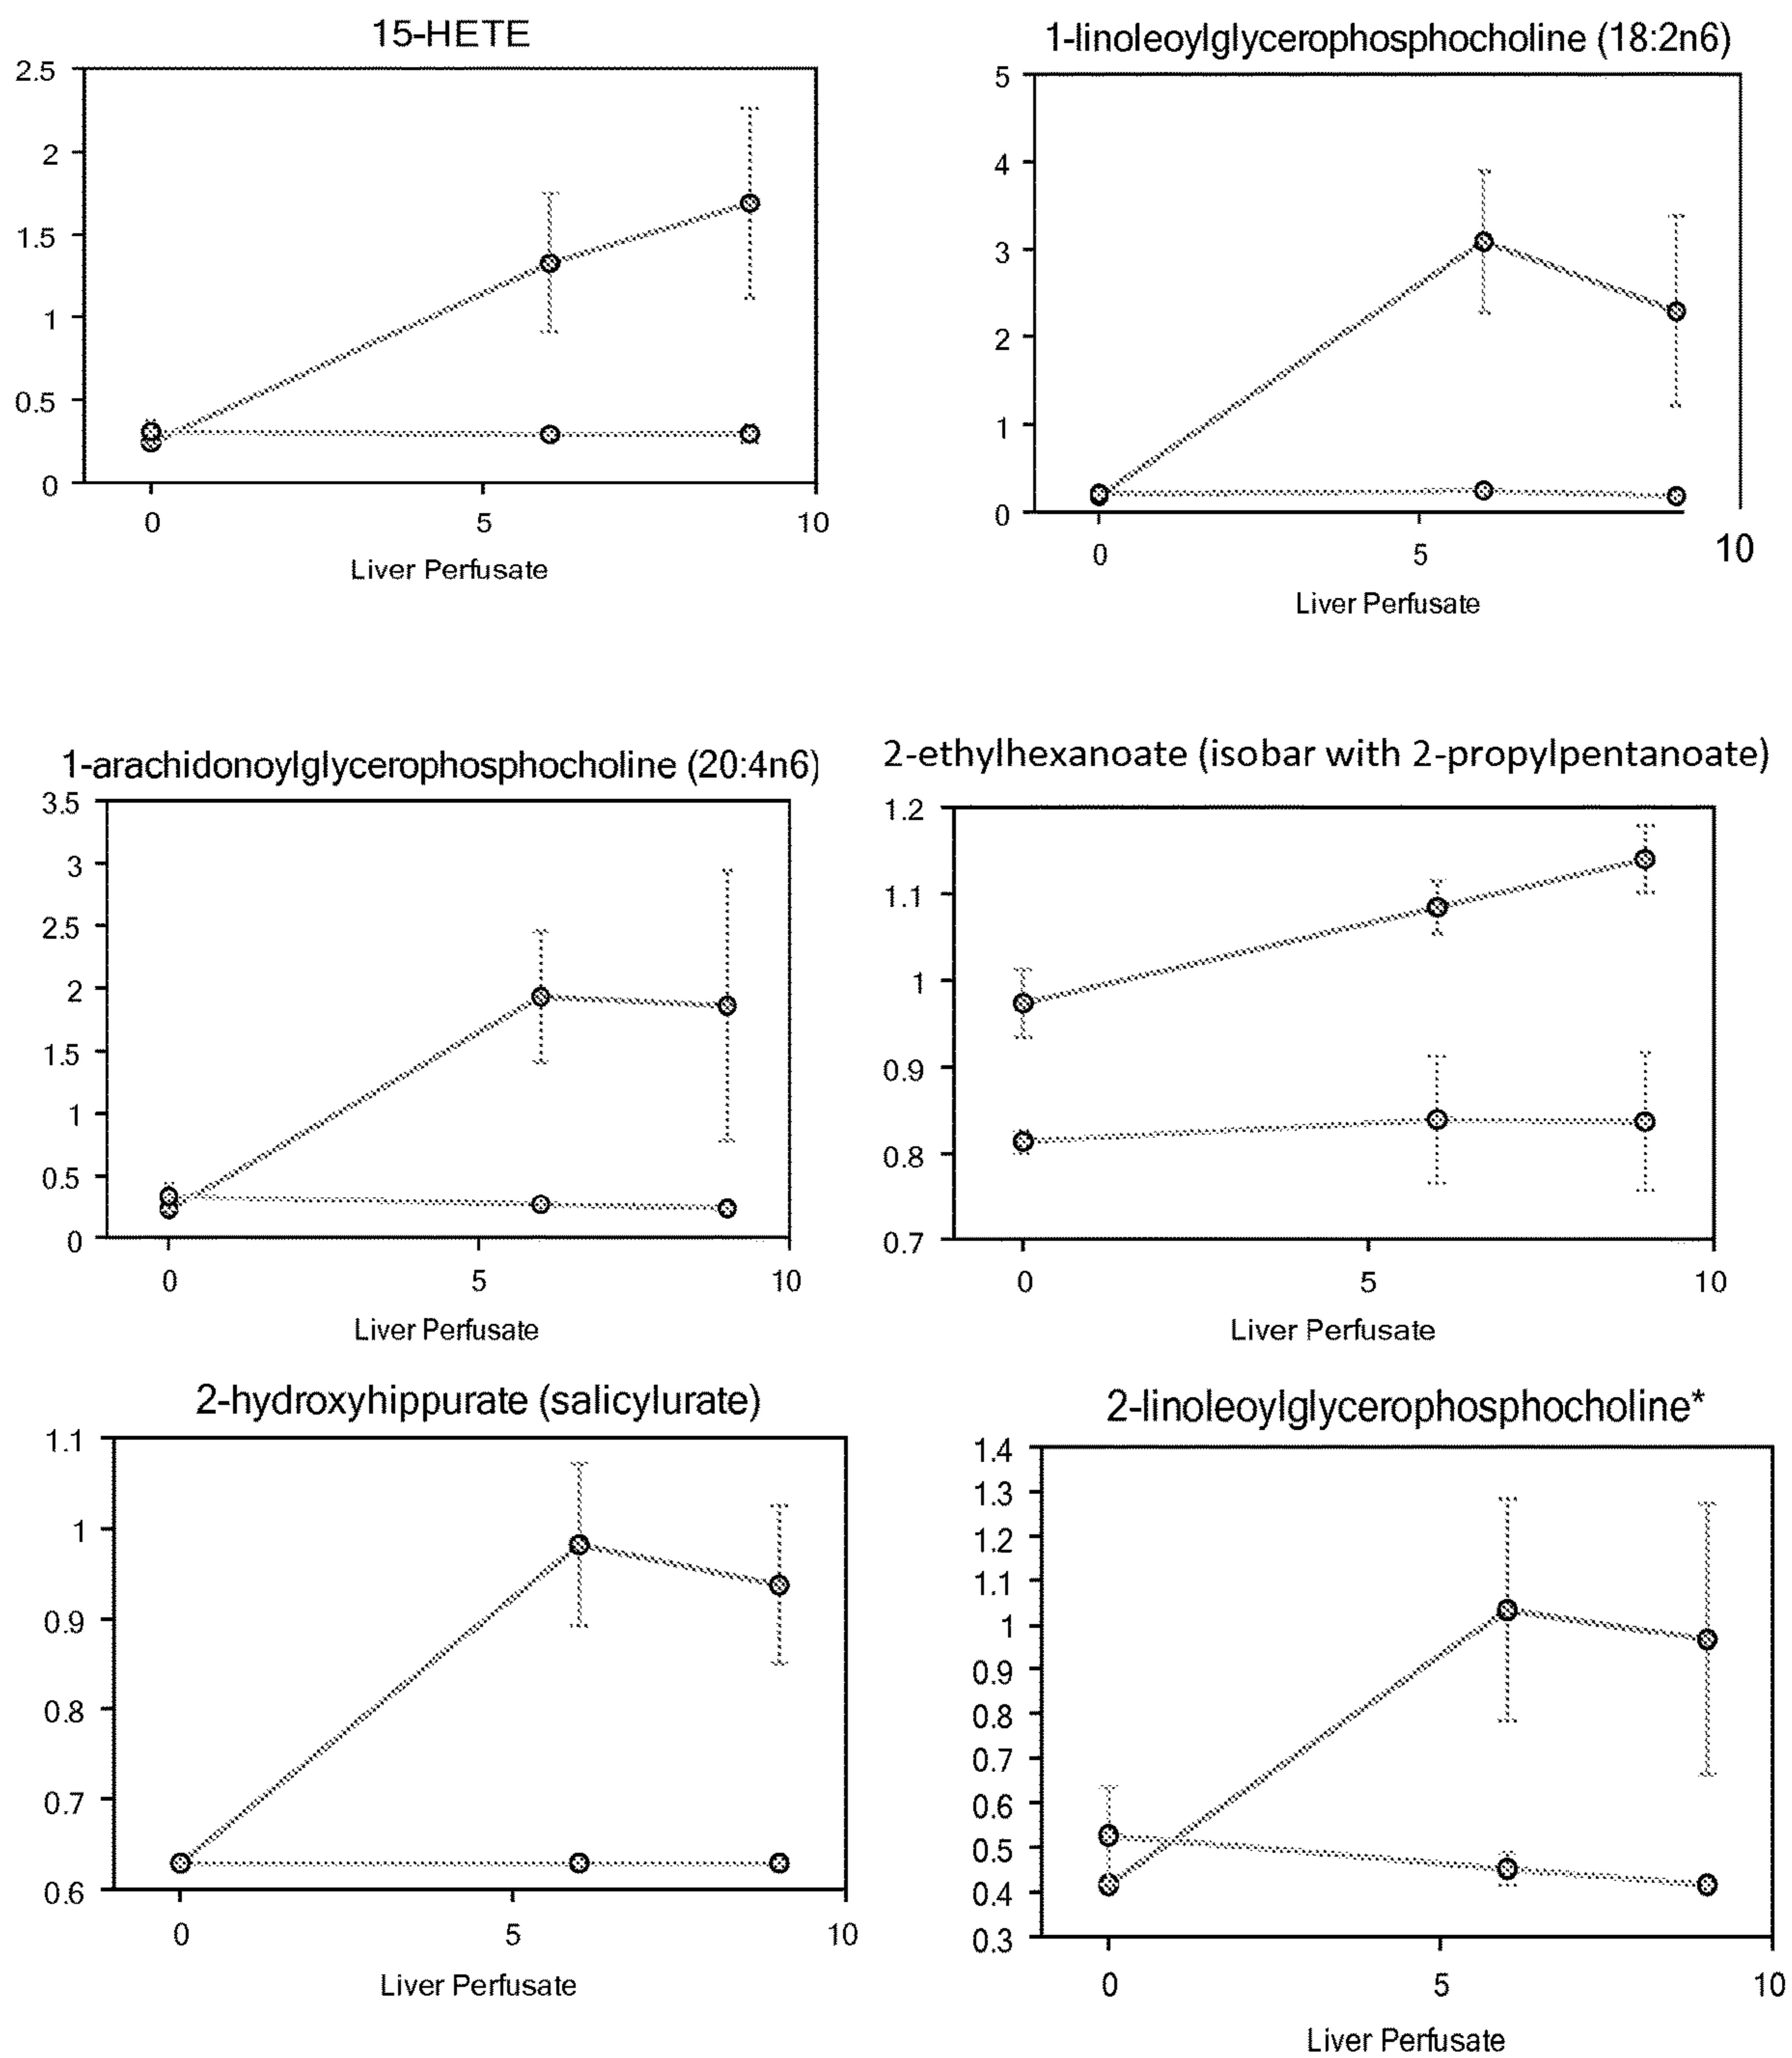 15-HETE
2.5
2
1.5
1
0.5
0
0 5 10
Liver Perfusate
1-linoleoylglycerophosphocholine (18:2n6)
5
4
3
2
1
0
0 5 10
Liver Perfusate
1-arachidonoylglycerophosphocholine (20:4n6)
3.5
3
2.5
2
1.5
1
0.5
0
0 5 10
Liver Perfusate
2-ethylhexanoate (isobar with 2-propylpentanoate)
1.2
1.1
1
0.9
0.8
0.7
0 5 10
Liver Perfusate
2-hydroxyhippurate (salicylurate)
1.1
1
0.9
0.8
0.7
0.6
0 5 10
Liver Perfusate
2-linoleoylglycerophosphocholine*
1.4
1.3
1.2
1.1
1
0.9
0.8
0.7
0.6
0.5
0.4
0.3
0 5 10
Liver Perfusate